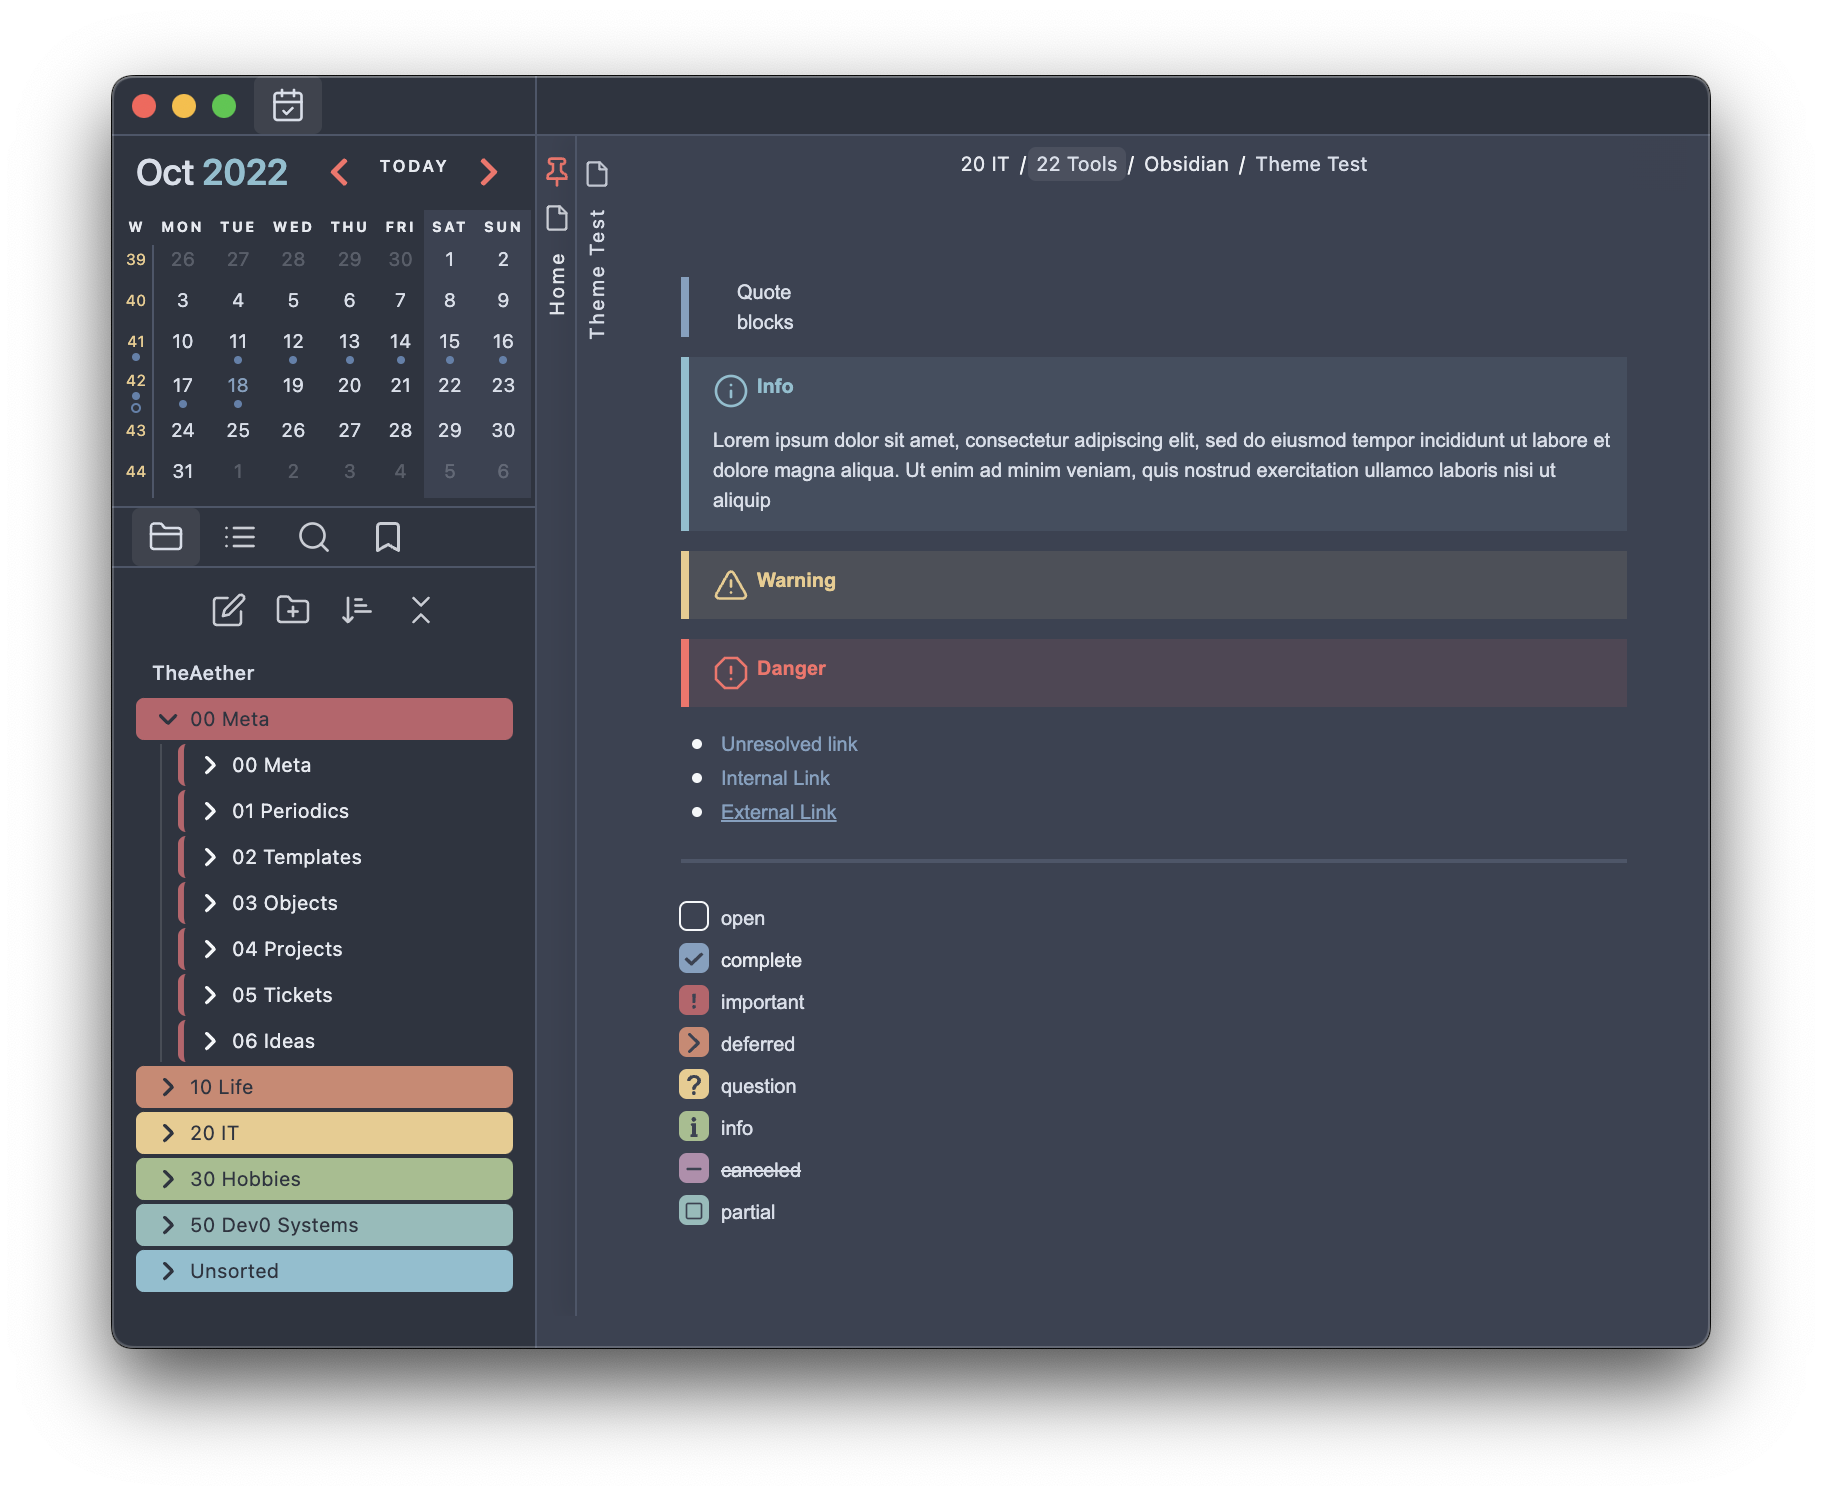 Oct 2022
TODAY
W MON TUE WED THU FRI SAT SUN
39 26 27 28 29 30 1 2
40 3 4 5 6 7 8 9
41 10 11 12 13 14 15 16
42 17 18 19 20 21 22 23
43 24 25 26 27 28 29 30
44 31 1 2 3 4 5 6
TheAether
00 Meta
00 Meta
01 Periodics
02 Templates
03 Objects
04 Projects
05 Tickets
06 Ideas
10 Life
20 IT
30 Hobbies
50 Dev0 Systems
Unsorted
Home
Theme Test
20 IT / 22 Tools / Obsidian / Theme Test
Quote
blocks
Info
Lorem ipsum dolor sit amet, consectetur adipiscing elit, sed do eiusmod tempor incididunt ut labore et
dolore magna aliqua. Ut enim ad minim veniam, quis nostrud exercitation ullamco laboris nisi ut
aliquip
Warning
Danger
Unresolved link
Internal Link
External Link
open
complete
important
deferred
question
info
canceled
partial